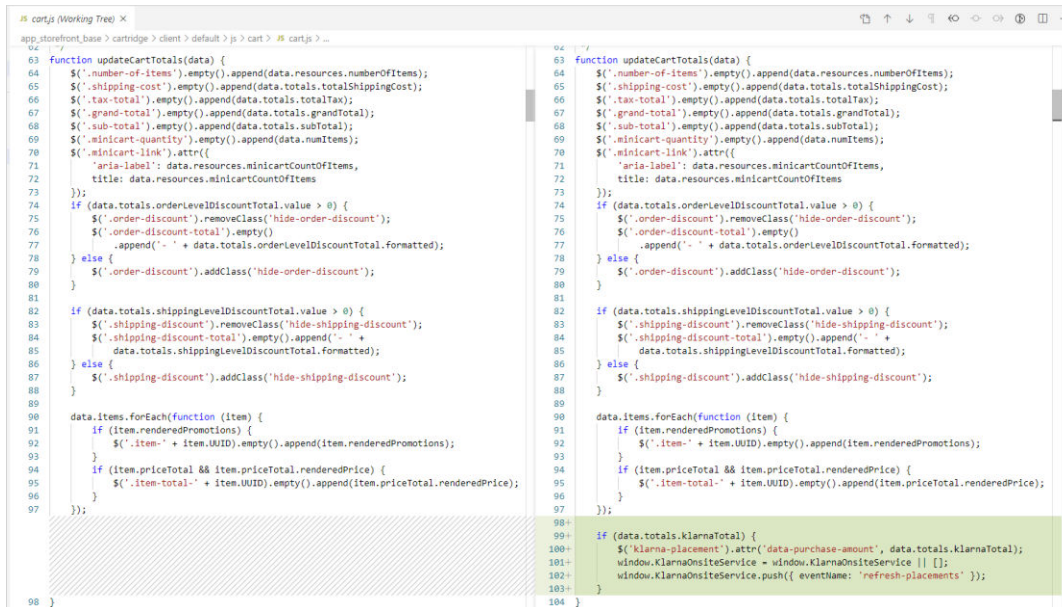 JS cart.js (Working Tree) ×
app_storefront_base > cartridge > client > default > js > cart > JS cart.js > ...
62 */
63 function updateCartTotals(data) {
64 $('.number-of-items').empty().append(data.resources.numberOfItems);
65 $('.shipping-cost').empty().append(data.totals.totalShippingCost);
66 $('.tax-total').empty().append(data.totals.totalTax);
67 $('.grand-total').empty().append(data.totals.grandTotal);
68 $('.sub-total').empty().append(data.totals.subTotal);
69 $('.minicart-quantity').empty().append(data.numItems);
70 $('.minicart-link').attr({
71 'aria-label': data.resources.minicartCountOfItems,
72 title: data.resources.minicartCountOfItems
73 });
74 if (data.totals.orderLevelDiscountTotal.value > 0) {
75 $('.order-discount').removeClass('hide-order-discount');
76 $('.order-discount-total').empty()
77 .append('- ' + data.totals.orderLevelDiscountTotal.formatted);
78 } else {
79 $('.order-discount').addClass('hide-order-discount');
80 }
81
82 if (data.totals.shippingLevelDiscountTotal.value > 0) {
83 $('.shipping-discount').removeClass('hide-shipping-discount');
84 $('.shipping-discount-total').empty().append('- ' +
85 data.totals.shippingLevelDiscountTotal.formatted);
86 } else {
87 $('.shipping-discount').addClass('hide-shipping-discount');
88 }
89
90 data.items.forEach(function (item) {
91 if (item.renderedPromotions) {
92 $('.item-' + item.UUID).empty().append(item.renderedPromotions);
93 }
94 if (item.priceTotal && item.priceTotal.renderedPrice) {
95 $('.item-total-' + item.UUID).empty().append(item.priceTotal.renderedPrice);
96 }
97 });
98 }
62 */
63 function updateCartTotals(data) {
64 $('.number-of-items').empty().append(data.resources.numberOfItems);
65 $('.shipping-cost').empty().append(data.totals.totalShippingCost);
66 $('.tax-total').empty().append(data.totals.totalTax);
67 $('.grand-total').empty().append(data.totals.grandTotal);
68 $('.sub-total').empty().append(data.totals.subTotal);
69 $('.minicart-quantity').empty().append(data.numItems);
70 $('.minicart-link').attr({
71 'aria-label': data.resources.minicartCountOfItems,
72 title: data.resources.minicartCountOfItems
73 });
74 if (data.totals.orderLevelDiscountTotal.value > 0) {
75 $('.order-discount').removeClass('hide-order-discount');
76 $('.order-discount-total').empty()
77 .append('- ' + data.totals.orderLevelDiscountTotal.formatted);
78 } else {
79 $('.order-discount').addClass('hide-order-discount');
80 }
81
82 if (data.totals.shippingLevelDiscountTotal.value > 0) {
83 $('.shipping-discount').removeClass('hide-shipping-discount');
84 $('.shipping-discount-total').empty().append('- ' +
85 data.totals.shippingLevelDiscountTotal.formatted);
86 } else {
87 $('.shipping-discount').addClass('hide-shipping-discount');
88 }
89
90 data.items.forEach(function (item) {
91 if (item.renderedPromotions) {
92 $('.item-' + item.UUID).empty().append(item.renderedPromotions);
93 }
94 if (item.priceTotal && item.priceTotal.renderedPrice) {
95 $('.item-total-' + item.UUID).empty().append(item.priceTotal.renderedPrice);
96 }
97 });
98+
99+ if (data.totals.klarnaTotal) {
100+ $('klarna-placement').attr('data-purchase-amount', data.totals.klarnaTotal);
101+ window.KlarnaOnsiteService = window.KlarnaOnsiteService || [];
102+ window.KlarnaOnsiteService.push({ eventName: 'refresh-placements' });
103+ }
104 }